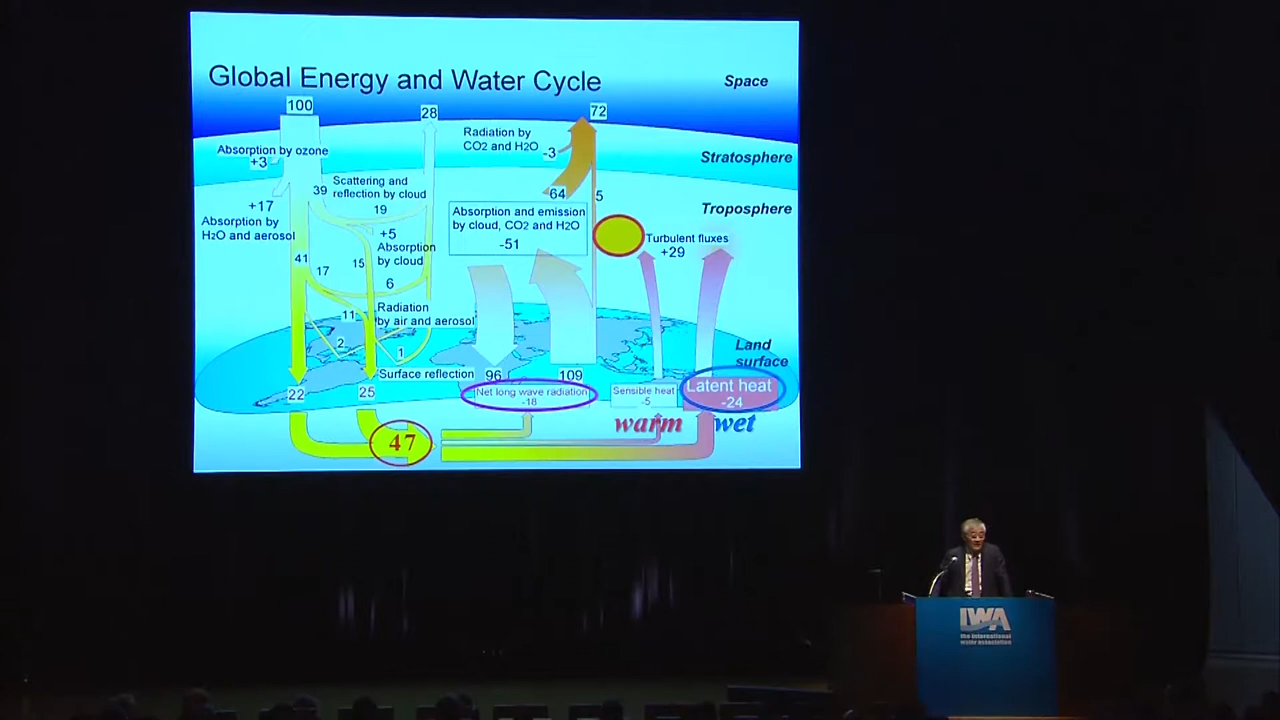 Global Energy and Water Cycle
Space
100
28
72
Radiation by
CO2 and H2O
-3
Absorption by ozone
+3
Stratosphere
39
Scattering and
reflection by cloud
19
64
5
+17
Absorption by
H2O and aerosol
Troposphere
Absorption and emission
by cloud, CO2 and H2O
-51
+5
Absorption
by cloud
Turbulent fluxes
+29
41
17
15
6
11
Radiation
by air and aerosol
2
1
Land
surface
Surface reflection
96
109
22
25
Net long wave radiation
-18
Sensible heat
-5
Latent heat
-24
warm
wet
47
IWA
the international
water association